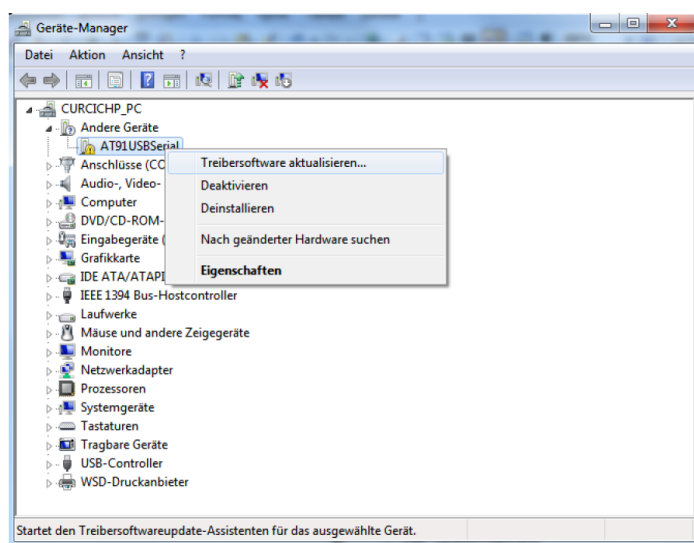 Geräte-Manager
Datei Aktion Ansicht ?
CURCICHP_PC
Andere Geräte
AT91USBSerial
Treibersoftware aktualisieren...
Anschlüsse (CO
Deaktivieren
Audio-, Video-
Computer
Deinstallieren
DVD/CD-ROM-
Eingabegeräte (
Nach geänderter Hardware suchen
Grafikkarte
IDE ATA/ATAPI
Eigenschaften
IEEE 1394 Bus-Hostcontroller
Laufwerke
Mäuse und andere Zeigegeräte
Monitore
Netzwerkadapter
Prozessoren
Systemgeräte
Tastaturen
Tragbare Geräte
USB-Controller
WSD-Druckanbieter
Startet den Treibersoftwareupdate-Assistenten für das ausgewählte Gerät.